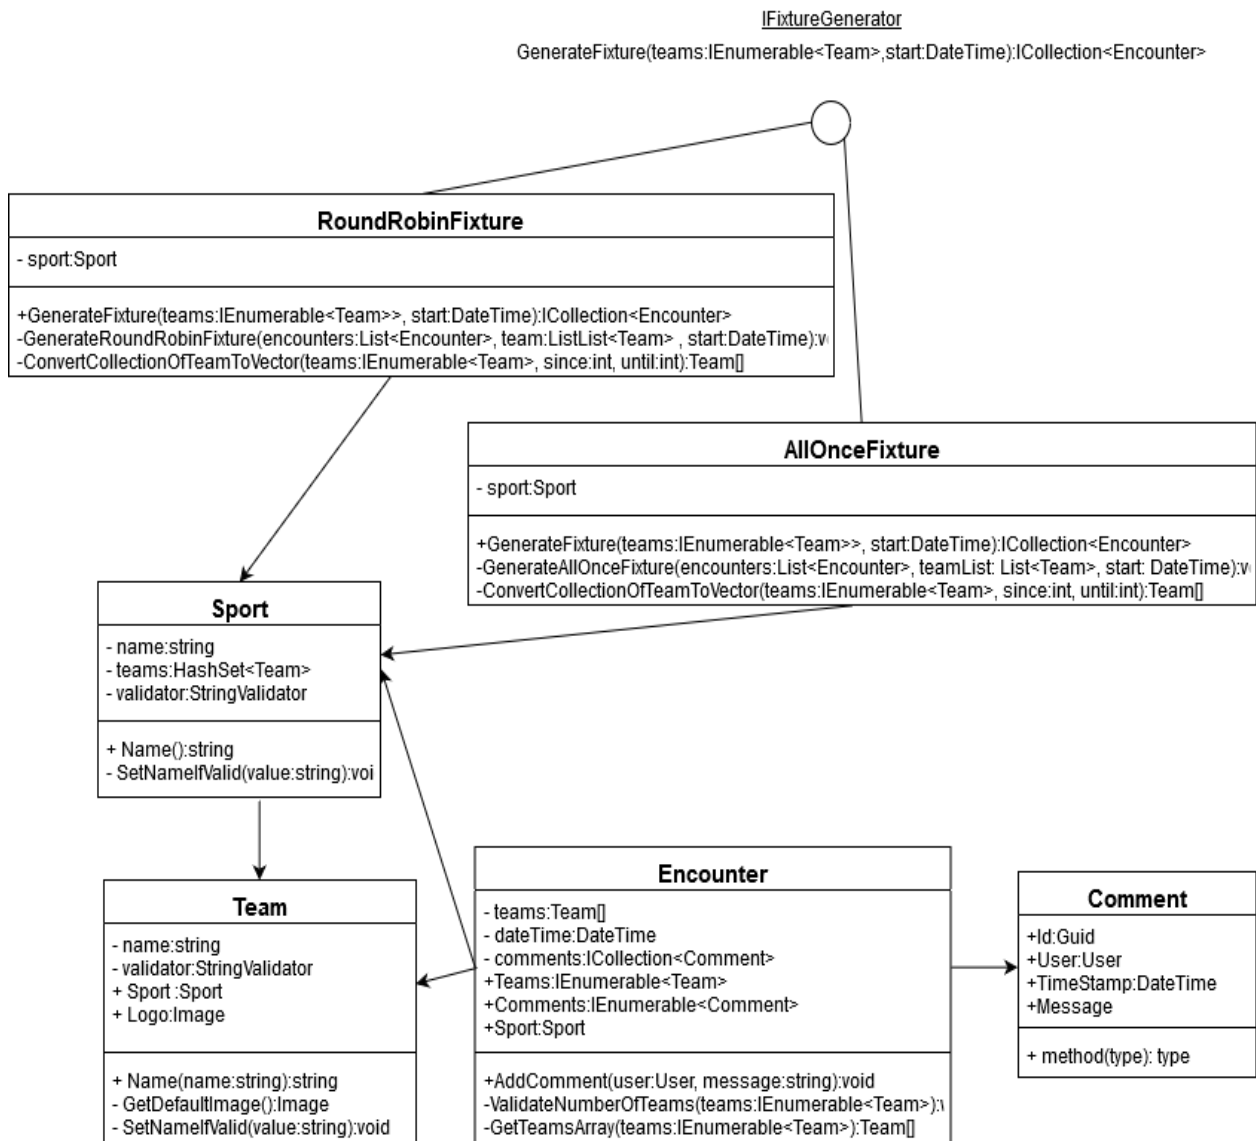 IFixtureGenerator
GenerateFixture(teams:IEnumerable<Team>,start:DateTime):ICollection<Encounter>
RoundRobinFixture
- sport:Sport
+GenerateFixture(teams:IEnumerable<Team>>, start:DateTime):ICollection<Encounter>
-GenerateRoundRobinFixture(encounters:List<Encounter>, team:ListList<Team> , start:DateTime):v
-ConvertCollectionOfTeamToVector(teams:IEnumerable<Team>, since:int, until:int):Team[]
AllOnceFixture
- sport:Sport
+GenerateFixture(teams:IEnumerable<Team>>, start:DateTime):ICollection<Encounter>
-GenerateAllOnceFixture(encounters:List<Encounter>, teamList: List<Team>, start: DateTime):v
-ConvertCollectionOfTeamToVector(teams:IEnumerable<Team>, since:int, until:int):Team[]
Sport
- name:string
- teams:HashSet<Team>
- validator:StringValidator
+ Name():string
- SetNameIfValid(value:string):voi
Team
- name:string
- validator:StringValidator
+ Sport :Sport
+ Logo:Image
+ Name(name:string):string
- GetDefaultImage():Image
- SetNameIfValid(value:string):void
Encounter
- teams:Team[]
- dateTime:DateTime
- comments:ICollection<Comment>
+Teams:IEnumerable<Team>
+Comments:IEnumerable<Comment>
+Sport:Sport
+AddComment(user:User, message:string):void
-ValidateNumberOfTeams(teams:IEnumerable<Team>):
-GetTeamsArray(teams:IEnumerable<Team>):Team[]
Comment
+Id:Guid
+User:User
+TimeStamp:DateTime
+Message
+ method(type): type